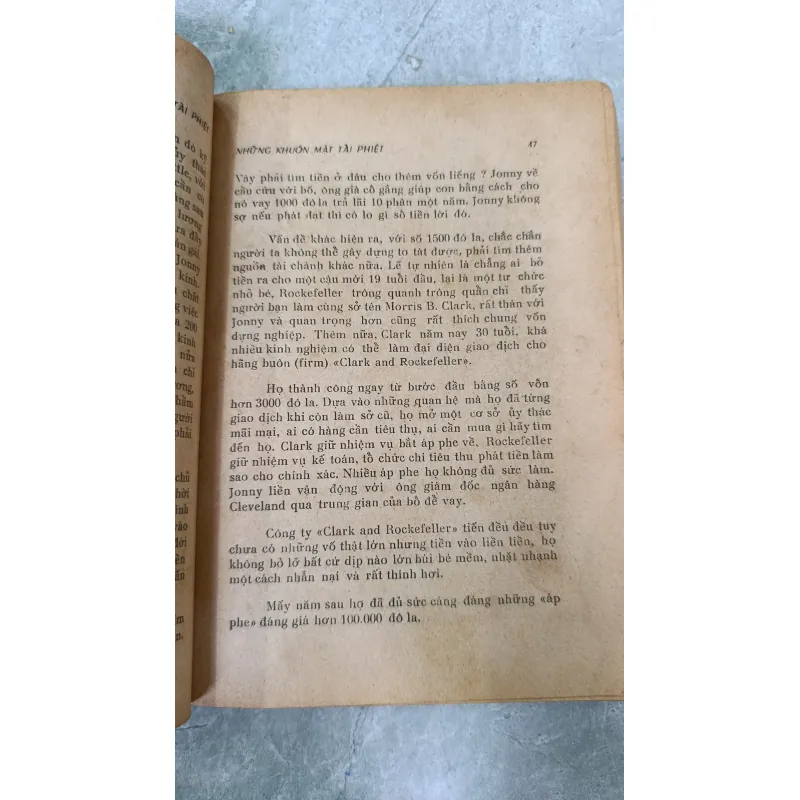 TÀI PHIỆT
NHỮNG KHUÔN MẶT TÀI PHIỆT 47
Vậy phải tìm tiền ở đâu cho thêm vốn liếng ? Jonny về
cầu cứu với bố, ông già cố gắng giúp con bằng cách cho
nó vay 1000 đô la trả lãi 10 phân một năm. Jonny không
sợ nếu phát đạt thì có lo gì số tiền lời đó.
Vấn đề khác hiện ra, với số 1500 đô la, chắc chắn
người ta không thể gây dựng to tát được, phải tìm thêm
nguồn tài chánh khác nữa. Lẽ tự nhiên là chẳng ai bỏ
tiền ra cho một cậu mới 19 tuổi đầu, lại là một tư chức
nhỏ bé, Rockefeller trông quanh trông quẩn chỉ thấy
người bạn làm cùng sở tên Morris B. Clark, rất thân với
Jonny và quan trọng hơn cũng rất thích chung vốn
dựng nghiệp. Thêm nữa, Clark năm nay 30 tuổi, khá
nhiều kinh nghiệm có thể làm đại diện giao dịch cho
hãng buôn (firm) «Clark and Rockefeller».
Họ thành công ngay từ bước đầu bằng số vốn
hơn 3000 đô la. Dựa vào những quan hệ mà họ đã từng
giao dịch khi còn làm sở cũ, họ mở một cơ sở ủy thác
mãi mại, ai có hàng cần tiêu thụ, ai cần mua gì hãy tìm
đến họ. Clark giữ nhiệm vụ bắt áp phe về, Rockefeller
giữ nhiệm vụ kế toán, tổ chức chi tiêu thu phát tiền làm
sao cho chính xác. Nhiều áp phe họ không đủ sức làm.
Jonny liền vận động với ông giám đốc ngân hàng
Cleveland qua trung gian của bố để vay.
Công ty «Clark and Rockefeller» tiến đều đều tuy
chưa có những vố thật lớn nhưng tiền vào liền liền, họ
không bỏ lỡ bất cứ dịp nào lớn bùi bé mềm, nhặt nhạnh
một cách nhẫn nại và rất thính hơi.
Mấy năm sau họ đã đủ sức cáng đáng những «áp
phe» đáng giá hơn 100.000 đô la.